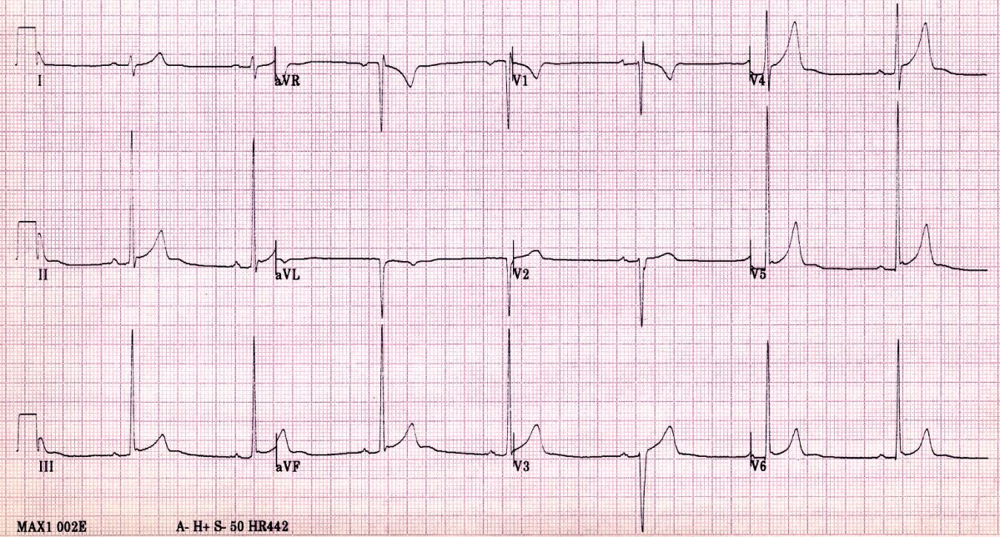 I aVR V1 V4
II aVL V2 V5
III aVF V3 V6
MAX1 002E A- H+ S- 50 HR442